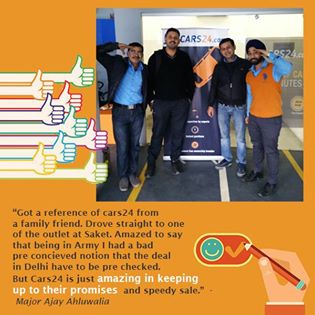 CARS24.com
"Got a reference of cars24 from
a family friend. Drove straight to one
of the outlet at Saket. Amazed to say
that being in Army I had a bad
pre concieved notion that the deal
in Delhi have to be pre checked.
But Cars24 is just amazing in keeping
up to their promises and speedy sale." -
Major Ajay Ahluwalia